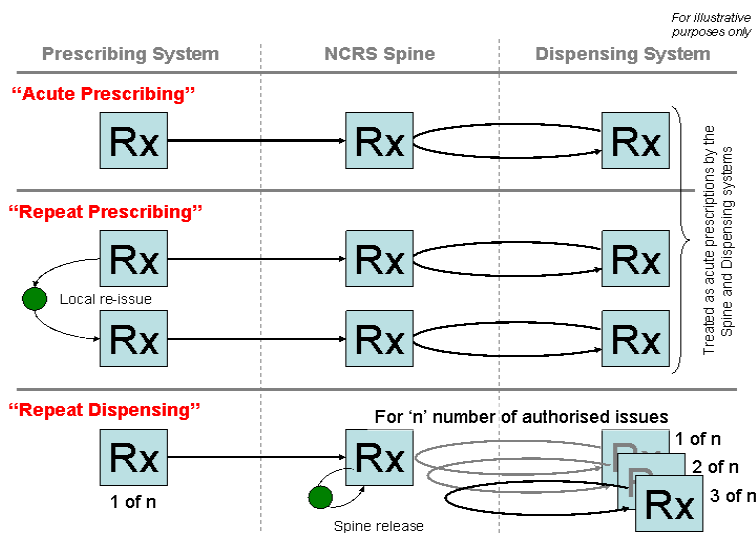 For illustrative
purposes only
Prescribing System
NCRS Spine
Dispensing System
“Acute Prescribing”
Rx
Rx
Rx
“Repeat Prescribing”
Rx
Rx
Rx
Local re-issue
Rx
Rx
Rx
Treated as acute prescriptions by the
Spine and Dispensing systems
“Repeat Dispensing”
For ‘n’ number of authorised issues
Rx
1 of n
Rx
Spine release
1 of n
R
2 of n
Rx
3 of n